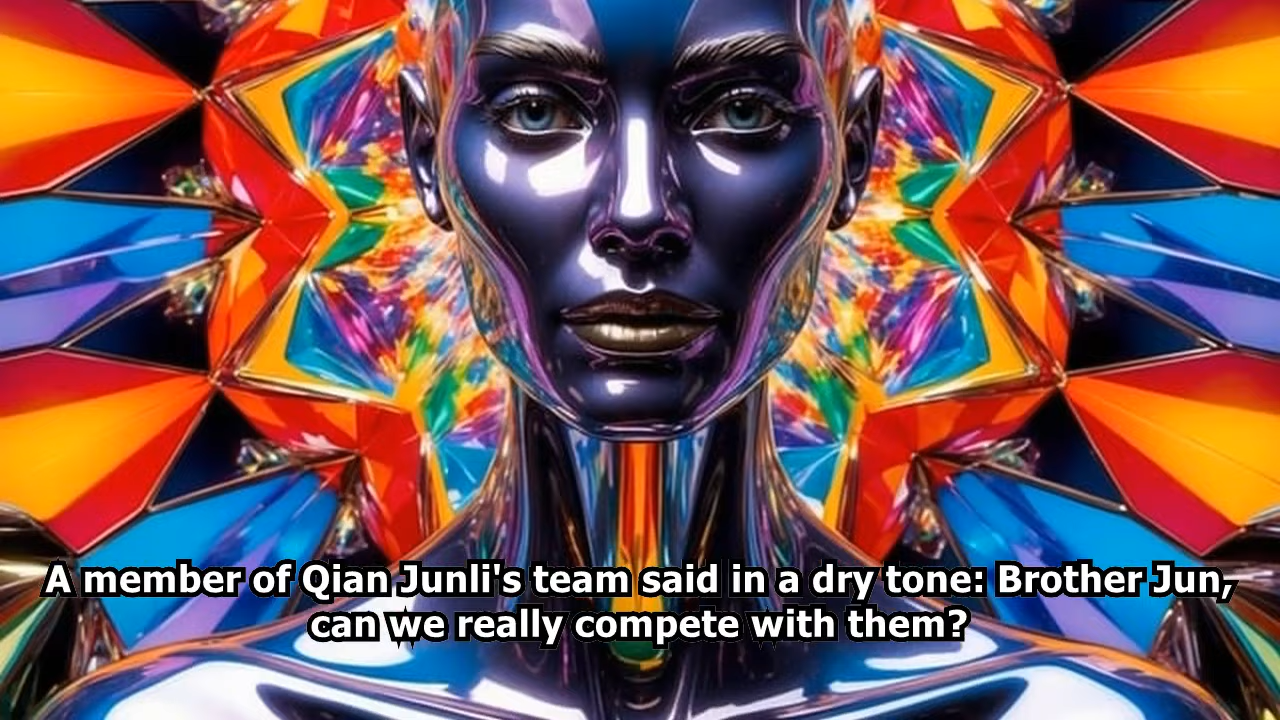 A member of Qian Junli's team said in a dry tone: Brother Jun,
can we really compete with them?